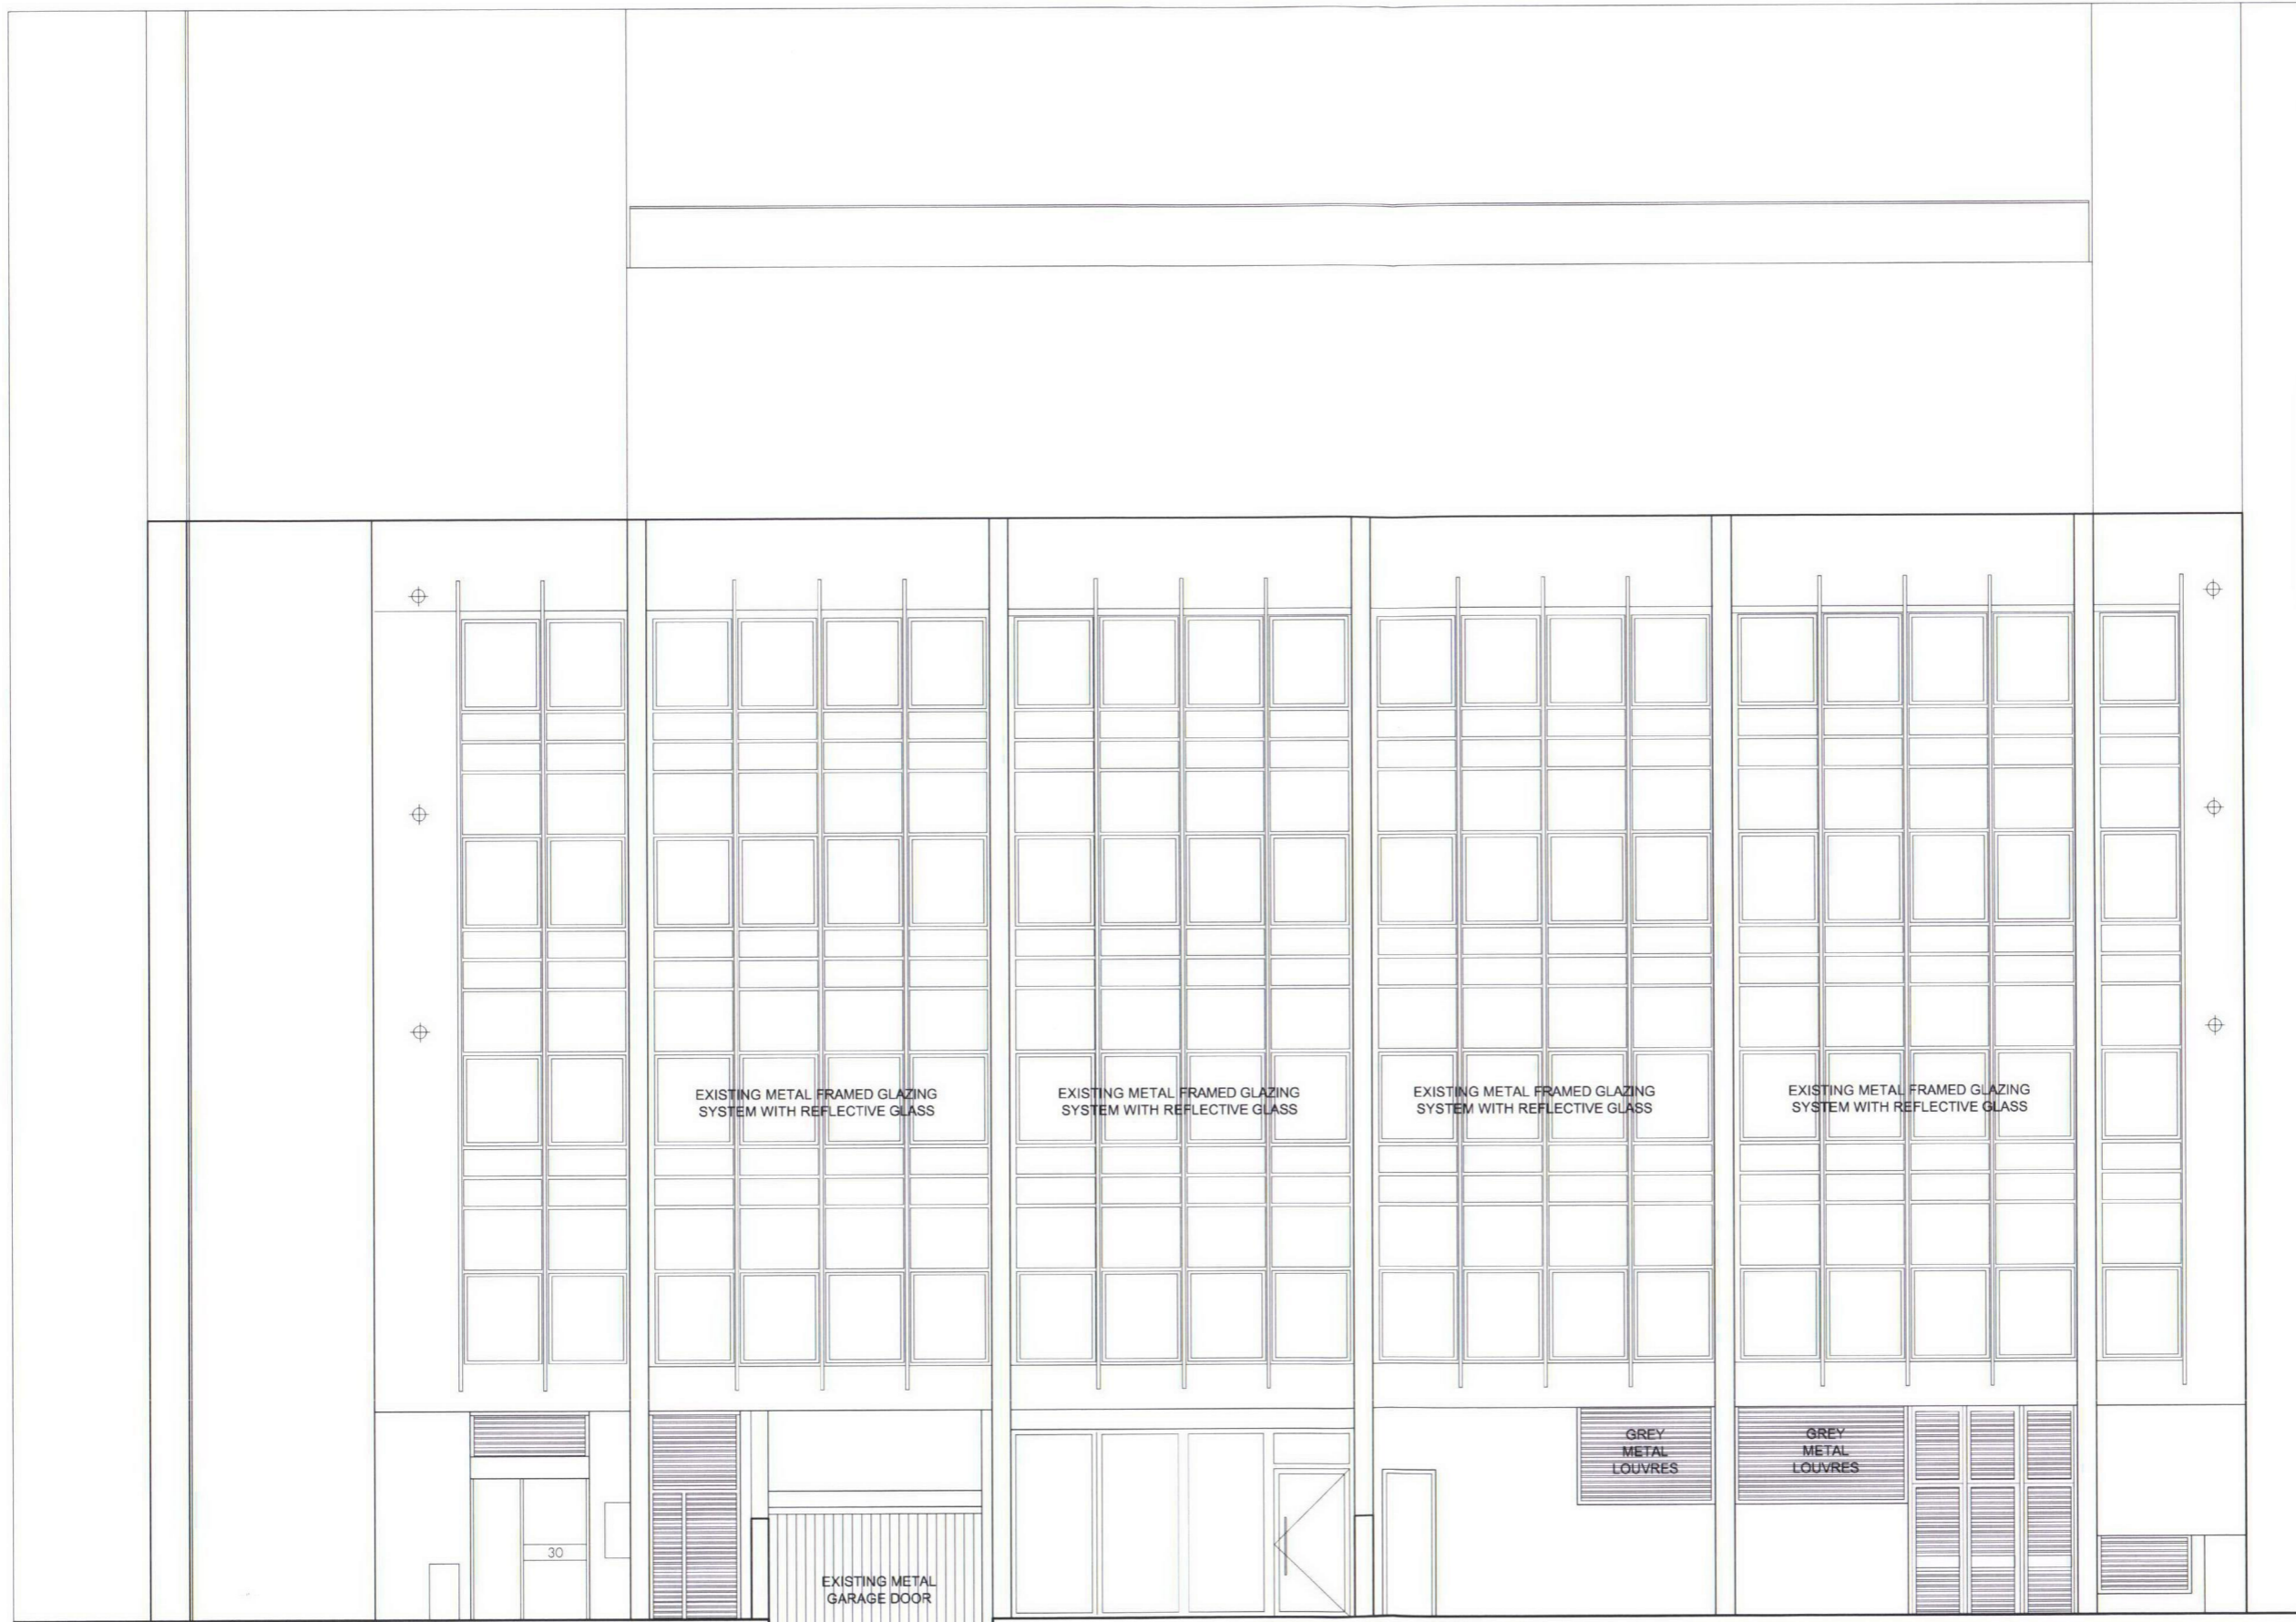 EXISTING METAL FRAMED GLAZING
SYSTEM WITH REFLECTIVE GLASS
EXISTING METAL FRAMED GLAZING
SYSTEM WITH REFLECTIVE GLASS
EXISTING METAL FRAMED GLAZING
SYSTEM WITH REFLECTIVE GLASS
EXISTING METAL FRAMED GLAZING
SYSTEM WITH REFLECTIVE GLASS
GREY
METAL
LOUVRES
GREY
METAL
LOUVRES
30
EXISTING METAL
GARAGE DOOR